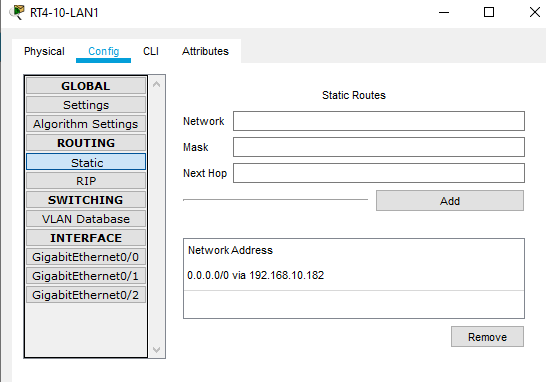 RT4-10-LAN1
Physical Config CLI Attributes
GLOBAL
Settings
Algorithm Settings
ROUTING
Static
RIP
SWITCHING
VLAN Database
INTERFACE
GigabitEthernet0/0
GigabitEthernet0/1
GigabitEthernet0/2
Static Routes
Network
Mask
Next Hop
Add
Network Address
0.0.0.0/0 via 192.168.10.182
Remove